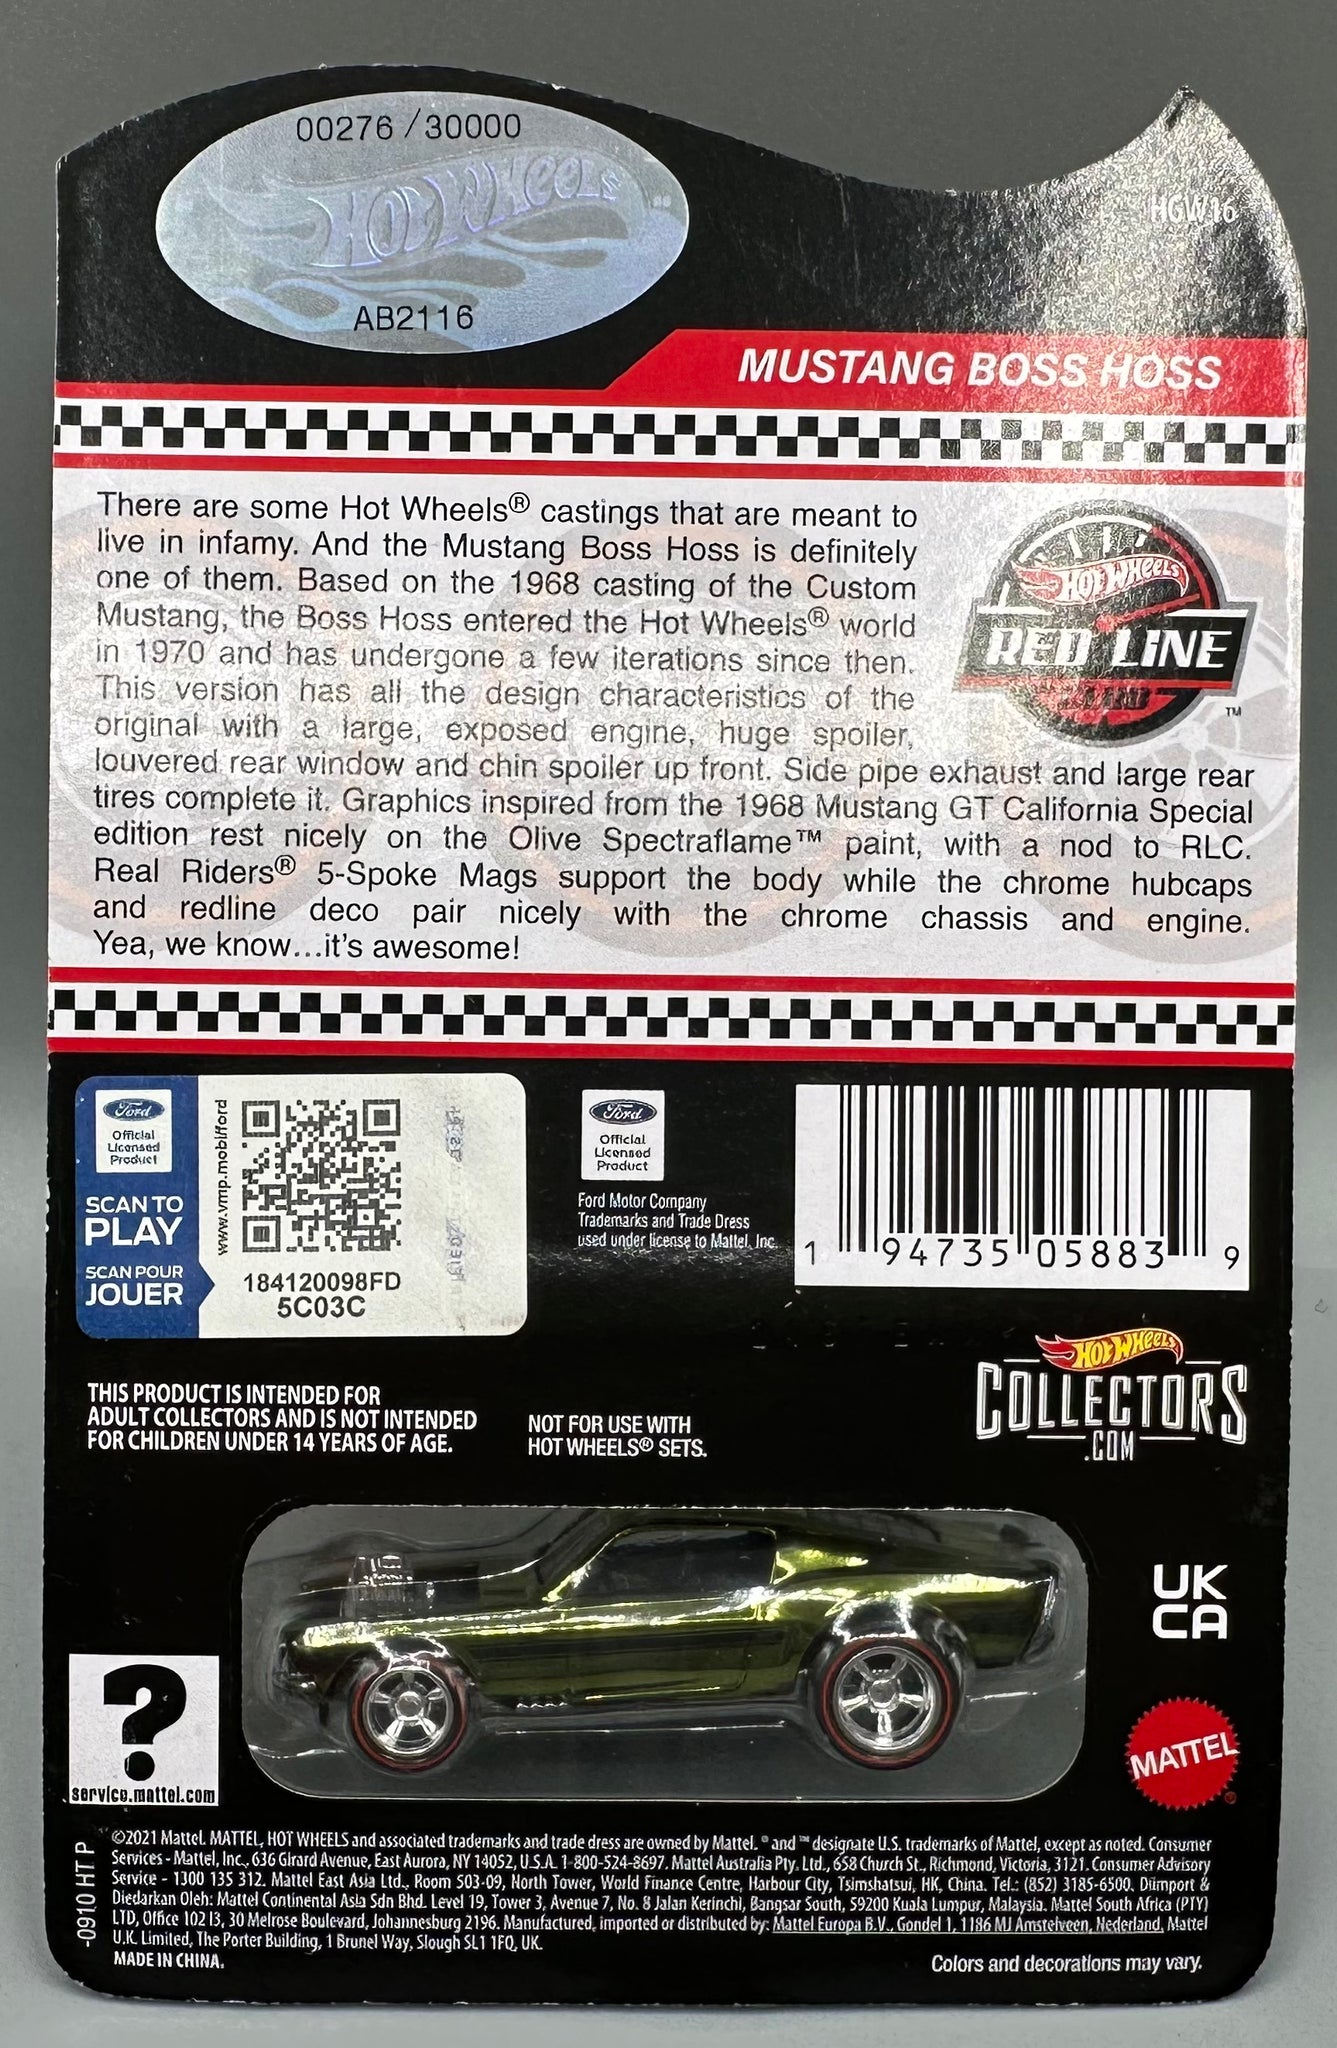 00276 / 30000
HOT WHEELS
AB2116
HGW16
MUSTANG BOSS HOSS
There are some Hot Wheels® castings that are meant to
live in infamy. And the Mustang Boss Hoss is definitely
one of them. Based on the 1968 casting of the Custom
Mustang, the Boss Hoss entered the Hot Wheels® world
in 1970 and has undergone a few iterations since then.
This version has all the design characteristics of the
original with a large, exposed engine, huge spoiler,
louvered rear window and chin spoiler up front. Side pipe exhaust and large rear
tires complete it. Graphics inspired from the 1968 Mustang GT California Special
edition rest nicely on the Olive Spectraflame™ paint, with a nod to RLC.
Real Riders® 5-Spoke Mags support the body while the chrome hubcaps
and redline deco pair nicely with the chrome chassis and engine.
Yea, we know...it's awesome!
HOT WHEELS
RED LINE
CLUB
™
Ford
Official
Licensed
Product
SCAN TO
PLAY
SCAN POUR
JOUER
www.vmp.mobi/ford
184120098FD
5C03C
Ford
Official
Licensed
Product
Ford Motor Company
Trademarks and Trade Dress
used under license to Mattel, Inc.
1 94735 05883 9
THIS PRODUCT IS INTENDED FOR
ADULT COLLECTORS AND IS NOT INTENDED
FOR CHILDREN UNDER 14 YEARS OF AGE.
NOT FOR USE WITH
HOT WHEELS® SETS.
HOT WHEELS
COLLECTORS
.COM
UK
CA
?
service.mattel.com
MATTEL
-0910 HT P
©2021 Mattel. MATTEL, HOT WHEELS and associated trademarks and trade dress are owned by Mattel. ® and ™ designate U.S. trademarks of Mattel, except as noted. Consumer
Services - Mattel, Inc., 636 Girard Avenue, East Aurora, NY 14052, U.S.A. 1-800-524-8697. Mattel Australia Pty. Ltd., 658 Church St., Richmond, Victoria, 3121. Consumer Advisory
Service - 1300 135 312. Mattel East Asia Ltd., Room 503-09, North Tower, World Finance Centre, Harbour City, Tsimshatsui, HK, China. Tel.: (852) 3185-6500. Diimport &
Diedarkan Oleh: Mattel Continental Asia Sdn Bhd. Level 19, Tower 3, Avenue 7, No. 8 Jalan Kerinchi, Bangsar South, 59200 Kuala Lumpur, Malaysia. Mattel South Africa (PTY)
LTD, Office 102 I3, 30 Melrose Boulevard, Johannesburg 2196. Manufactured, imported or distributed by: Mattel Europa B.V., Gondel 1, 1186 MJ Amstelveen, Nederland. Mattel
U.K. Limited, The Porter Building, 1 Brunel Way, Slough SL1 1FQ, UK.
MADE IN CHINA.
Colors and decorations may vary.